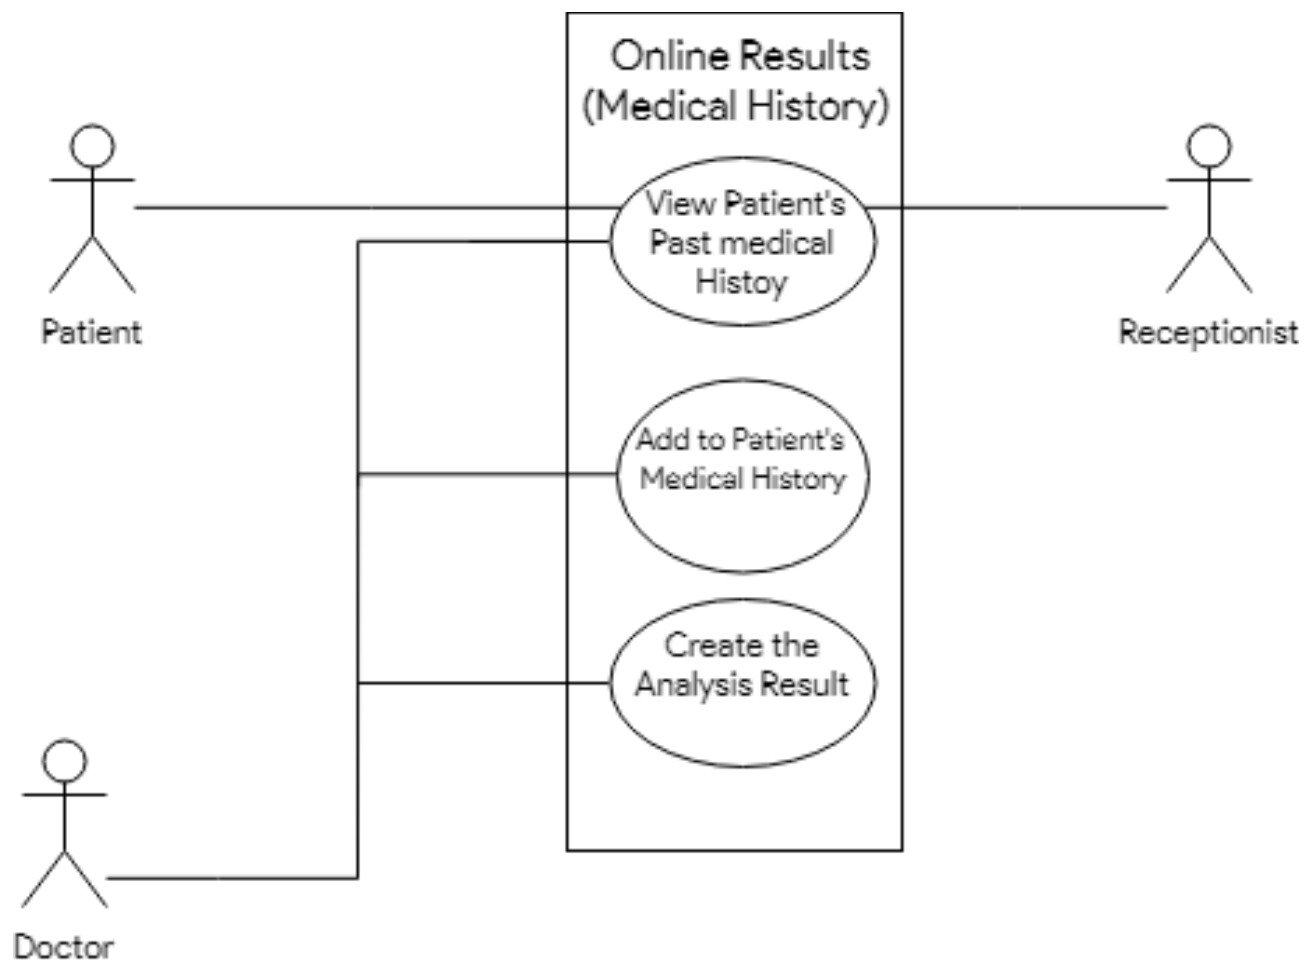 Online Results
(Medical History)
View Patient's
Past medical
Histoy
Patient
Receptionist
Add to Patient's
Medical History
Create the
Analysis Result
Doctor